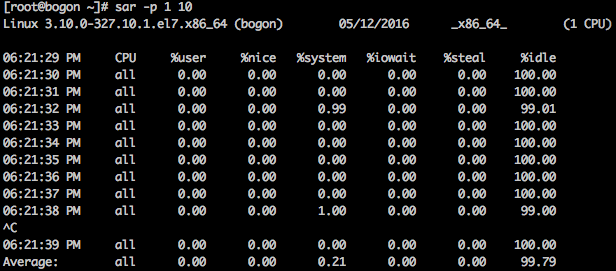 [root@bogon ~]# sar -p 1 10
Linux 3.10.0-327.10.1.el7.x86_64 (bogon) 05/12/2016 _x86_64_ (1 CPU)
06:21:29 PM CPU %user %nice %system %iowait %steal %idle
06:21:30 PM all 0.00 0.00 0.00 0.00 0.00 100.00
06:21:31 PM all 0.00 0.00 0.00 0.00 0.00 100.00
06:21:32 PM all 0.00 0.00 0.99 0.00 0.00 99.01
06:21:33 PM all 0.00 0.00 0.00 0.00 0.00 100.00
06:21:34 PM all 0.00 0.00 0.00 0.00 0.00 100.00
06:21:35 PM all 0.00 0.00 0.00 0.00 0.00 100.00
06:21:36 PM all 0.00 0.00 0.00 0.00 0.00 100.00
06:21:37 PM all 0.00 0.00 0.00 0.00 0.00 100.00
06:21:38 PM all 0.00 0.00 1.00 0.00 0.00 99.00
^C
06:21:39 PM all 0.00 0.00 0.00 0.00 0.00 100.00
Average: all 0.00 0.00 0.21 0.00 0.00 99.79